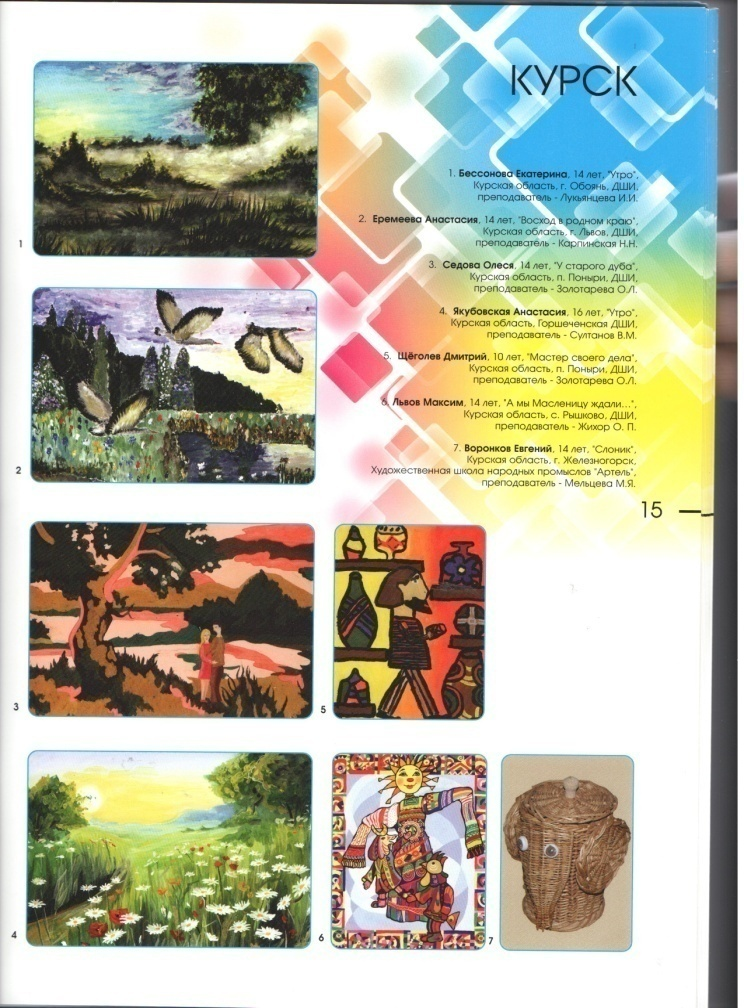 КУРСК
1. Бессонова Екатерина, 14 лет, "Утро",
Курская область, г. Обоянь, ДШИ,
преподаватель - Лукьянцева И.И.
2. Еремеева Анастасия, 14 лет, "Восход в родном краю",
Курская область, г. Львов, ДШИ,
преподаватель - Карпинская Н.Н.
3. Седова Олеся, 14 лет, "У старого дуба",
Курская область, п. Поныри, ДШИ,
преподаватель - Золотарева О.Л.
4. Якубовская Анастасия, 16 лет, "Утро",
Курская область, Горшеченская ДШИ,
преподаватель - Султанов В.М.
5. Щёголев Дмитрий, 10 лет, "Мастер своего дела",
Курская область, п. Поныри, ДШИ,
преподаватель - Золотарева О.Л.
6. Львов Максим, 14 лет, "А мы Масленицу ждали...",
Курская область, с. Рышково, ДШИ,
преподаватель - Жихор О. П.
7. Воронков Евгений, 14 лет, "Слоник",
Курская область, г. Железногорск,
Художественная школа народных промыслов "Артель",
преподаватель - Мельцева М.Я.
15
1
2
3
5
4
6
7